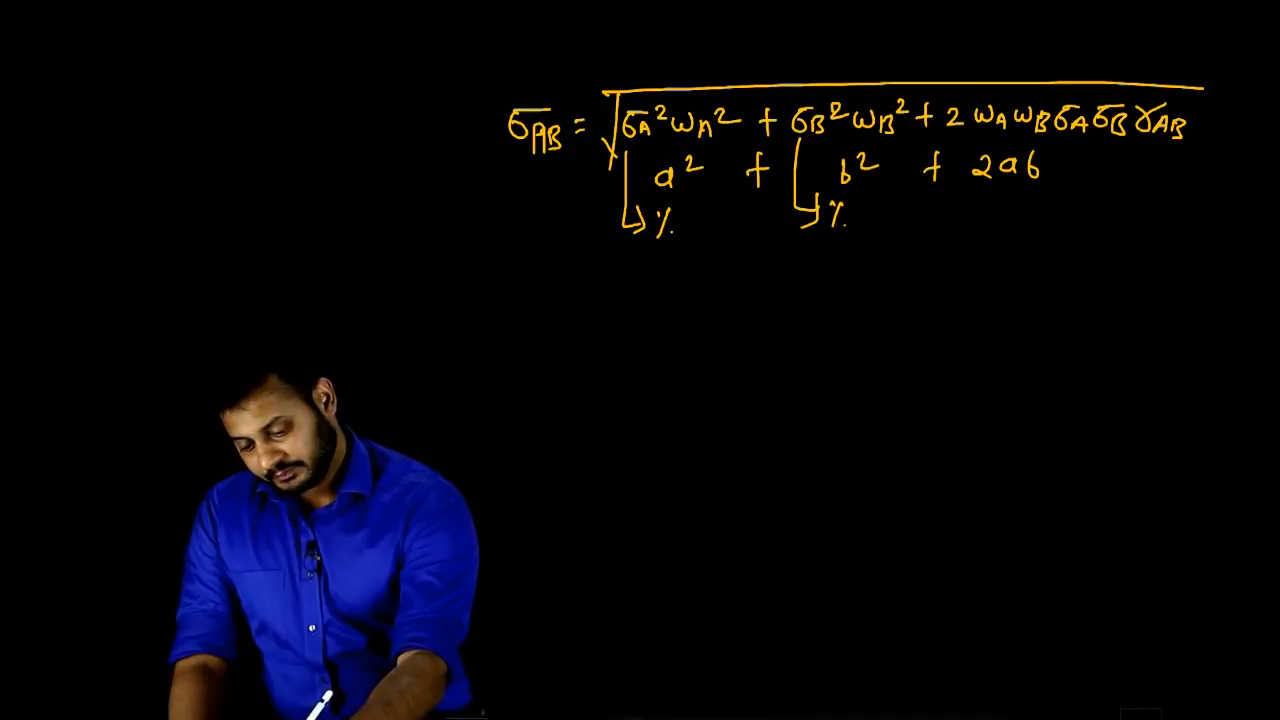 σAB = √σA²ωA² + σB²ωB² + 2 ωA ωB σA σB γAB
a² + b² + 2ab
↳ % ↳ %